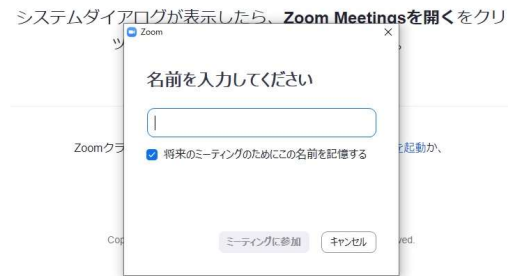 システムダイアログが表示したら、Zoom Meetingsを開くをクリ
ッ
。
Zoom
名前を入力してください
将来のミーティングのためにこの名前を記憶する
Zoomクラ
を起動か、
ミーティングに参加
キャンセル
Cop
ved.